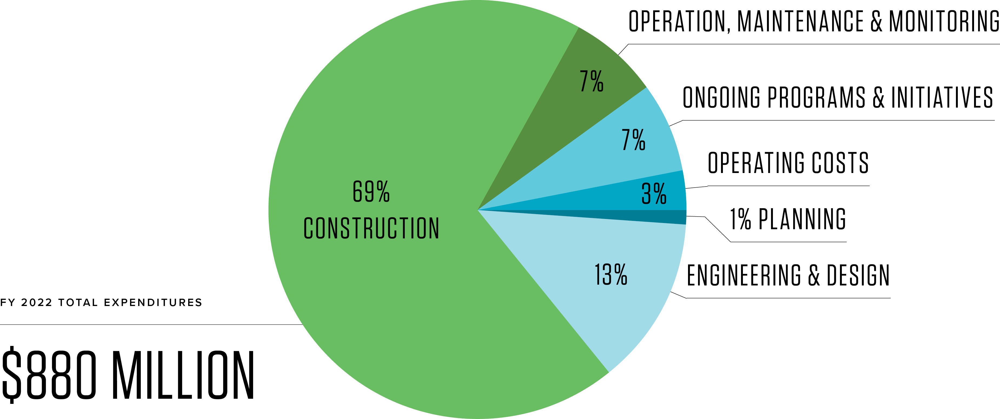 OPERATION, MAINTENANCE & MONITORING
7%
ONGOING PROGRAMS & INITIATIVES
7%
OPERATING COSTS
3%
69%
CONSTRUCTION
1% PLANNING
13%
ENGINEERING & DESIGN
FY 2022 TOTAL EXPENDITURES
$880 MILLION